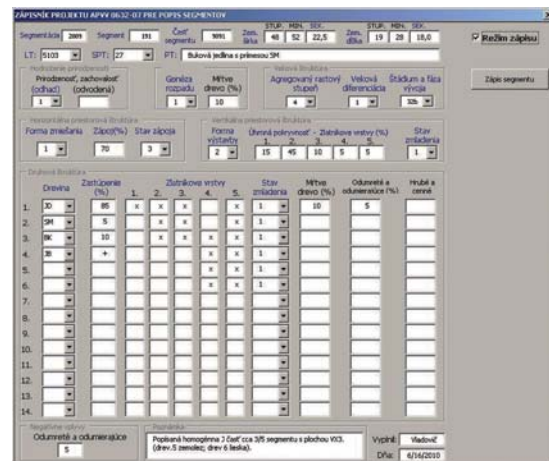 ZÁPISNÍK PROJEKTU APVV 0632-07 PRE POPIS SEGMENTOV
Segmentácia 2009 Segment 191 Časť segmentu 9091 Zem. šírka STUP. MIN. SEK. 48 52 22,5 Zem. dĺžka STUP. MIN. SEK. 19 28 18,0
Režim zápisu
LT: 5103 SPT: 27 PT: Buková jedlina s prímesou SM
Zápis segmentu
Hodnotenie prirodzenosti
Prirodzenosť, zachovalosť
(odhad) (odvodená)
1
Genéza rozpadu
1
Mŕtve drevo (%)
10
Veková štruktúra
Agregovaný rastový stupeň
4
Veková diferenciácia
1
Štádium a fáza vývoja
32b
Horizontálna priestorová štruktúra
Forma zmiešania Zápoj(%) Stav zápoja
1 70 3
Vertikálna priestorová štruktúra
Forma výstavby
2
Úhrnná pokryvnosť - Zlatníkove vrstvy (%)
1. 2. 3. 4. 5.
15 45 10 5 5
Stav zmladenia
1
Druhová štruktúra
Drevina Zastúpenie (%) Zlatníkove vrstvy 1. 2. 3. 4. 5. Stav zmladenia Mŕtve drevo (%) Odumreté a odumierajúce (%) Hrubé a cenné
1. JD 85 x x x x 1 10 5
2. SM 5 x x 1
3. BK 10 x x x x 1
4. JB + x x 1
5. x x 1
6. x x 1
7.
8.
9.
10.
11.
12.
13.
14.
Negatívne vplyvy
Odumreté a odumierajúce
5
Poznámka
Popísaná homogénna J časť cca 3/5 segmentu s plochou VX3.
(drev.5 zemolez; drev 6 lieska).
Vyplnil: Vladovič
Dňa: 6/16/2010